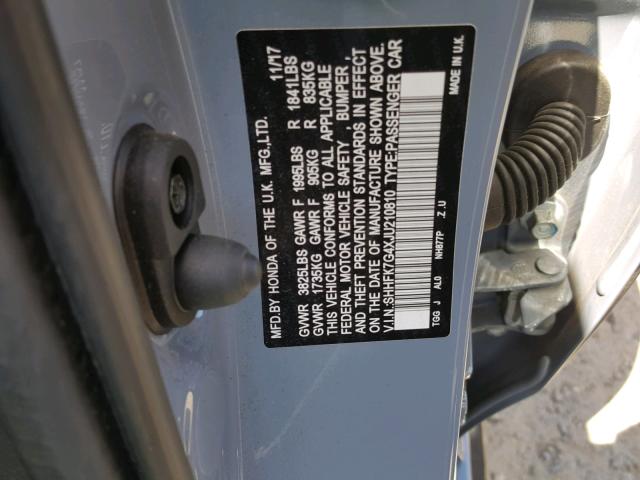 MFD.BY HONDA OF THE U.K. MFG.,LTD. 11/17
GVWR 3825LBS GAWR F 1995LBS R 1841LBS
GVWR 1735KG GAWR F 905KG R 835KG
THIS VEHICLE CONFORMS TO ALL APPLICABLE
FEDERAL MOTOR VEHICLE SAFETY , BUMPER ,
AND THEFT PREVENTION STANDARDS IN EFFECT
ON THE DATE OF MANUFACTURE SHOWN ABOVE.
V.I.N.:SHHFK7G4XJU210810 TYPE:PASSENGER CAR
TGG J AL0 NH877P Z JU
MADE IN U.K.